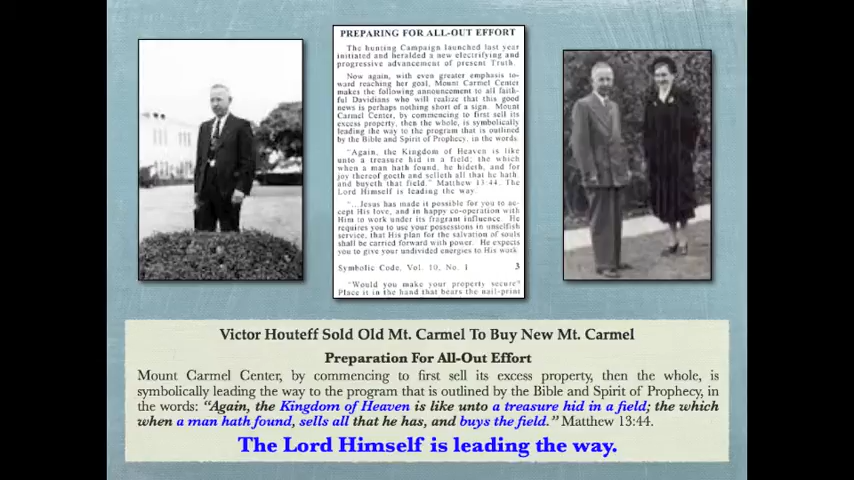 PREPARING FOR ALL-OUT EFFORT
The hunting Campaign launched last year
initiated and heralded a new electrifying and
progressive advancement of present Truth.
Now again, with even greater emphasis to-
ward reaching her goal, Mount Carmel Center
makes the following announcement to all faith-
ful Davidians who will realize that this good
news is perhaps nothing short of a sign. Mount
Carmel Center, by commencing to first sell its
excess property, then the whole, is symbolically
leading the way to the program that is outlined
by the Bible and Spirit of Prophecy, in the words.
"Again, the Kingdom of Heaven is like
unto a treasure hid in a field; the which
when a man hath found, he hideth, and for
joy thereof goeth and selleth all that he hath,
and buyeth that field." Matthew 13:44. The
Lord Himself is leading the way.
"...Jesus has made it possible for you to ac-
cept His love, and in happy co-operation with
Him to work under its fragrant influence. He
requires you to use your possessions in unselfish
service, that His plan for the salvation of souls
shall be carried forward with power. He expects
you to give your undivided energies to His work.
Symbolic Code, Vol. 10, No. 1 3
"Would you make your property secure?
Place it in the hand that bears the nail-print
Victor Houteff Sold Old Mt. Carmel To Buy New Mt. Carmel
Preparation For All-Out Effort
Mount Carmel Center, by commencing to first sell its excess property, then the whole, is
symbolically leading the way to the program that is outlined by the Bible and Spirit of Prophecy, in
the words: "Again, the Kingdom of Heaven is like unto a treasure hid in a field; the which
when a man hath found, sells all that he has, and buys the field." Matthew 13:44.
The Lord Himself is leading the way.